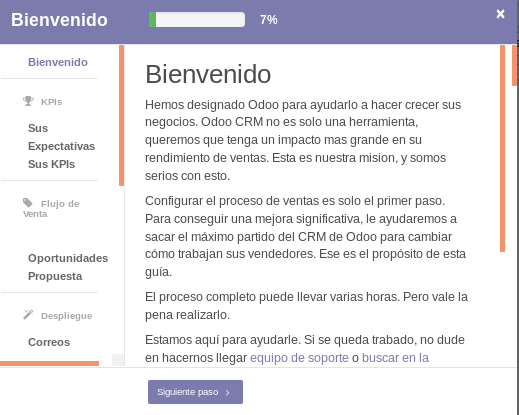 Bienvenido
7%
×
Bienvenido
KPIs
Sus
Expectativas
Sus KPIs
Flujo de
Venta
Oportunidades
Propuesta
Despliegue
Correos
Bienvenido
Hemos designado Odoo para ayudarlo a hacer crecer sus
negocios. Odoo CRM no es solo una herramienta,
queremos que tenga un impacto mas grande en su
rendimiento de ventas. Esta es nuestra mision, y somos
serios con esto.
Configurar el proceso de ventas es solo el primer paso.
Para conseguir una mejora significativa, le ayudaremos a
sacar el máximo partido del CRM de Odoo para cambiar
cómo trabajan sus vendedores. Ese es el propósito de esta
guía.
El proceso completo puede llevar varias horas. Pero vale la
pena realizarlo.
Estamos aquí para ayudarle. Si se queda trabado, no dude
en hacernos llegar equipo de soporte o buscar en la
Siguiente paso >